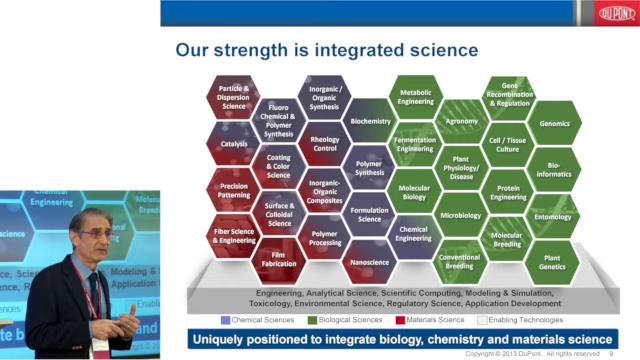 DUPONT
Our strength is integrated science
Particle &
Dispersion
Science
Catalysis
Precision
Patterning
Fiber Science
& Engineering
Fluoro
Chemical &
Polymer
Synthesis
Coating
& Color
Science
Surface &
Colloidal
Science
Film
Fabrication
Inorganic /
Organic
Synthesis
Rheology
Control
Inorganic-
Organic
Composites
Polymer
Processing
Biochemistry
Polymer
Synthesis
Formulation
Science
Nanoscience
Metabolic
Engineering
Fermentation
Engineering
Molecular
Biology
Chemical
Engineering
Agronomy
Plant
Physiology/
Disease
Microbiology
Conventional
Breeding
Gene
Recombination
& Regulation
Cell / Tissue
Culture
Protein
Engineering
Molecular
Breeding
Genomics
Bio-
informatics
Entomology
Plant
Genetics
Engineering, Analytical Science, Scientific Computing, Modeling & Simulation,
Toxicology, Environmental Science, Regulatory Science, Application Development
Chemical Sciences
Biological Sciences
Materials Science
Enabling Technologies
Uniquely positioned to integrate biology, chemistry and materials science
Copyright © 2013 DuPont. All rights reserved
9
Chemical
Engineering